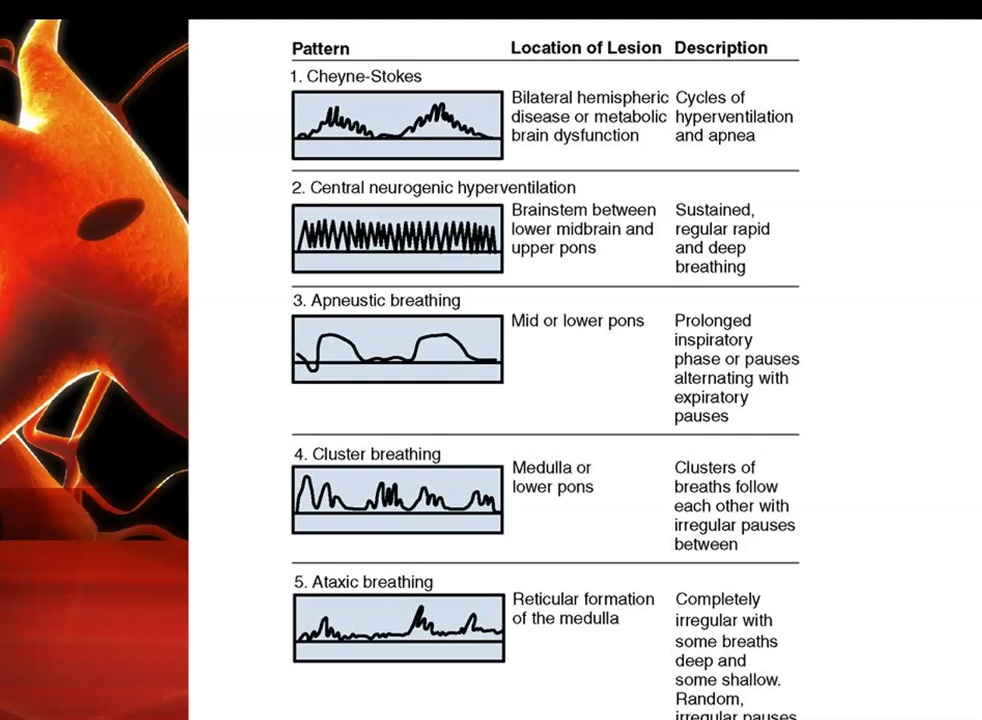 Pattern Location of Lesion Description
1. Cheyne-Stokes
Bilateral hemispheric Cycles of
disease or metabolic hyperventilation
brain dysfunction and apnea
2. Central neurogenic hyperventilation
Brainstem between Sustained,
lower midbrain and regular rapid
upper pons and deep
breathing
3. Apneustic breathing
Mid or lower pons Prolonged
inspiratory
phase or pauses
alternating with
expiratory
pauses
4. Cluster breathing
Medulla or Clusters of
lower pons breaths follow
each other with
irregular pauses
between
5. Ataxic breathing
Reticular formation Completely
of the medulla irregular with
some breaths
deep and
some shallow.
Random,
irregular pauses